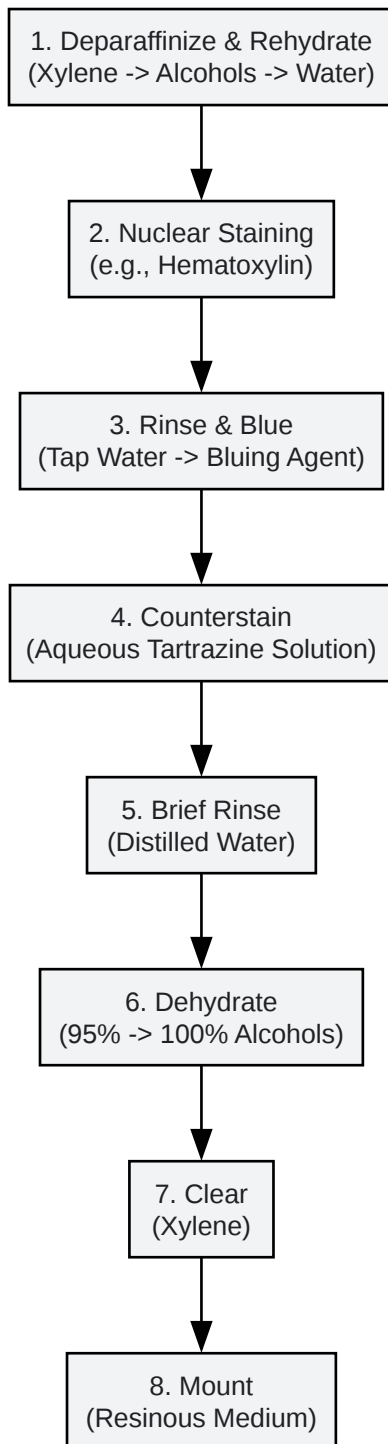 1. Deparaffinize & Rehydrate
(Xylene -> Alcohols -> Water)
2. Nuclear Staining
(e.g., Hematoxylin)
3. Rinse & Blue
(Tap Water -> Bluing Agent)
4. Counterstain
(Aqueous Tartrazine Solution)
5. Brief Rinse
(Distilled Water)
6. Dehydrate
(95% -> 100% Alcohols)
7. Clear
(Xylene)
8. Mount
(Resinous Medium)